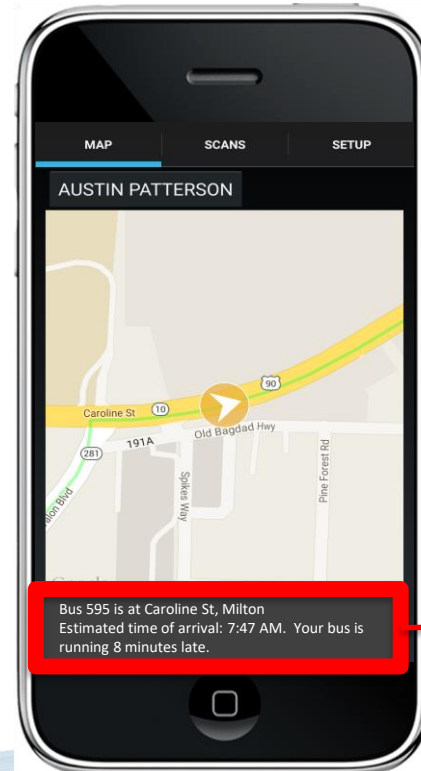 MAP SCANS SETUP
AUSTIN PATTERSON
90
Caroline St 10
191A Old Bagdad Hwy
281
Spikes Way
Pine Forest Rd
Bus 595 is at Caroline St, Milton
Estimated time of arrival: 7:47 AM. Your bus is
running 8 minutes late.